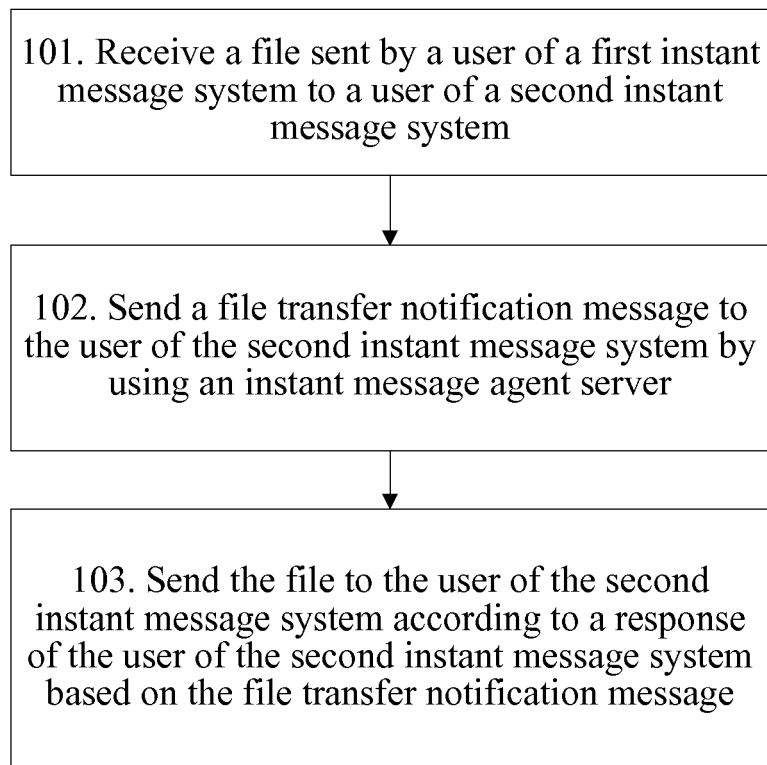 101. Receive a file sent by a user of a first instant
message system to a user of a second instant
message system
102. Send a file transfer notification message to
the user of the second instant message system by
using an instant message agent server
103. Send the file to the user of the second
instant message system according to a response
of the user of the second instant message system
based on the file transfer notification message